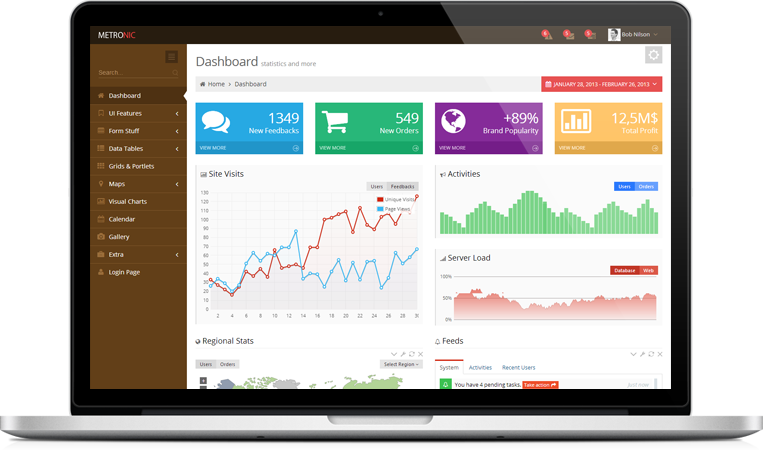 METRONIC
6
5
5
Bob Nilson
Search...
Dashboard
UI Features
Form Stuff
Data Tables
Grids & Portlets
Maps
Visual Charts
Calendar
Gallery
Extra
Login Page
Dashboard statistics and more
Home > Dashboard
JANUARY 28, 2013 - FEBRUARY 26, 2013
1349
New Feedbacks
VIEW MORE
549
New Orders
VIEW MORE
+89%
Brand Popularity
VIEW MORE
12,5M$
Total Profit
VIEW MORE
Site Visits
Users Feedbacks
Unique Visits
Page Views
130
120
110
100
90
80
70
60
50
40
30
20
10
0
2 4 6 8 10 12 14 16 18 20 22 24 26 28 30
Activities
Users Orders
Server Load
Database Web
100%
50%
0%
Regional Stats
Users Orders
Select Region
Feeds
System Activities Recent Users
You have 4 pending tasks. Take action
Just now